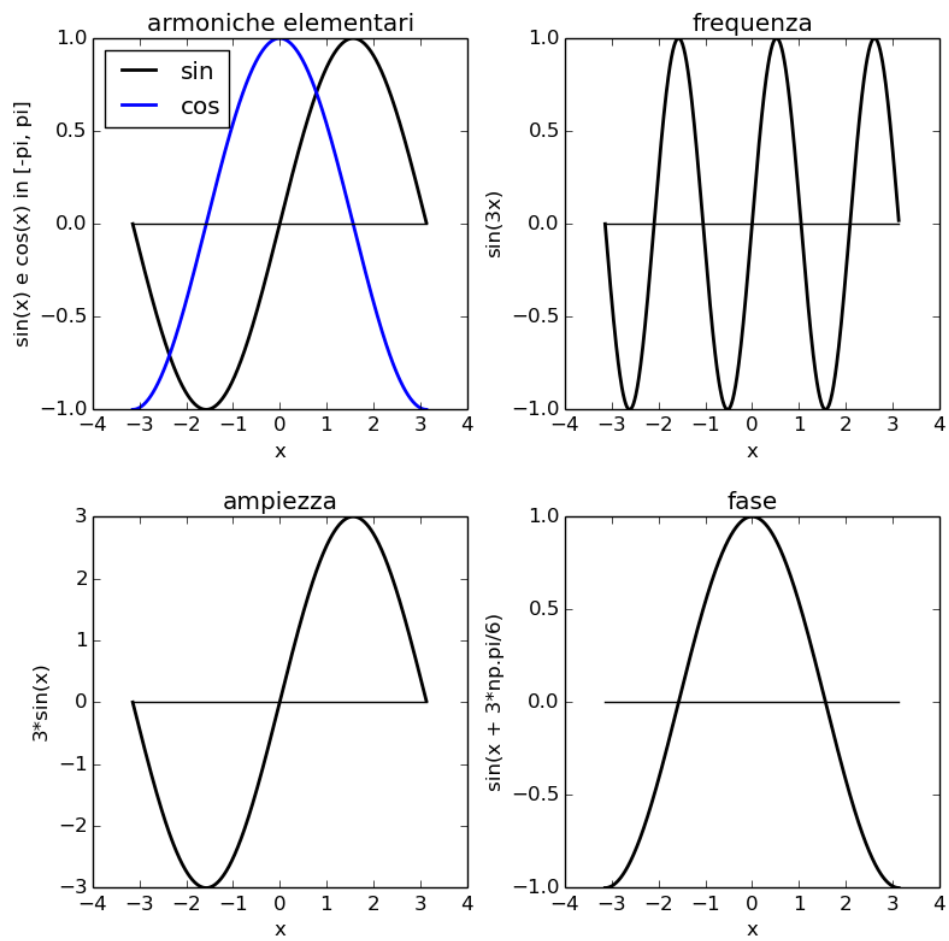 armoniche elementari
sin(x) e cos(x) in [-pi, pi]
1.0
0.5
0.0
−0.5
−1.0
sin
cos
−4 −3 −2 −1 0 1 2 3 4
x
frequenza
sin(3x)
1.0
0.5
0.0
−0.5
−1.0
−4 −3 −2 −1 0 1 2 3 4
x
ampiezza
3*sin(x)
3
2
1
0
−1
−2
−3
−4 −3 −2 −1 0 1 2 3 4
x
fase
sin(x + 3*np.pi/6)
1.0
0.5
0.0
−0.5
−1.0
−4 −3 −2 −1 0 1 2 3 4
x